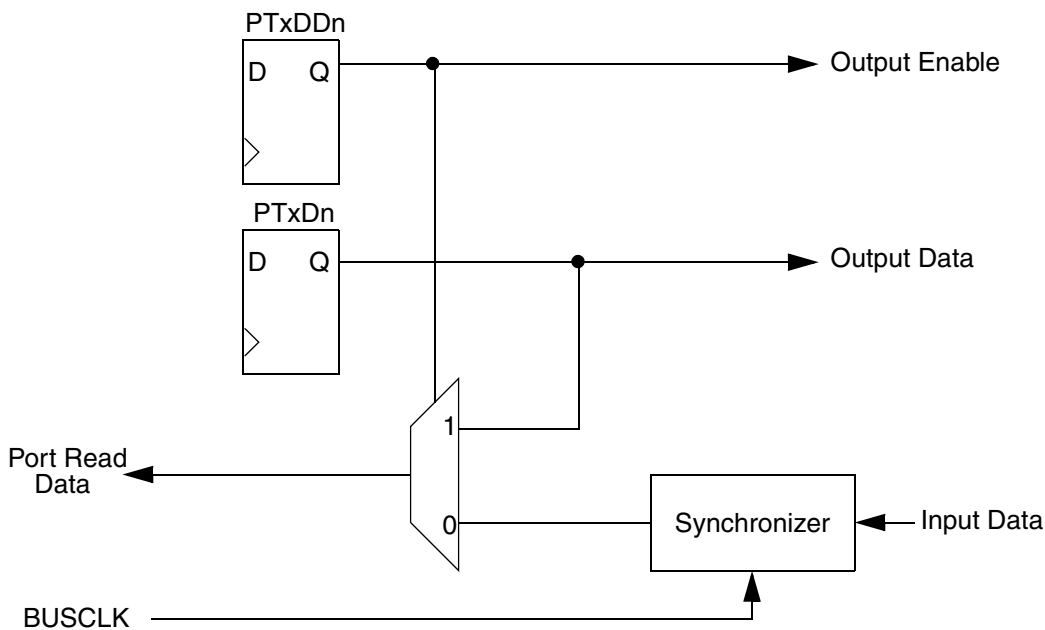 PTxDDn
D Q
Output Enable
PTxDn
D Q
Output Data
1
Port Read
Data
0
Synchronizer
Input Data
BUSCLK